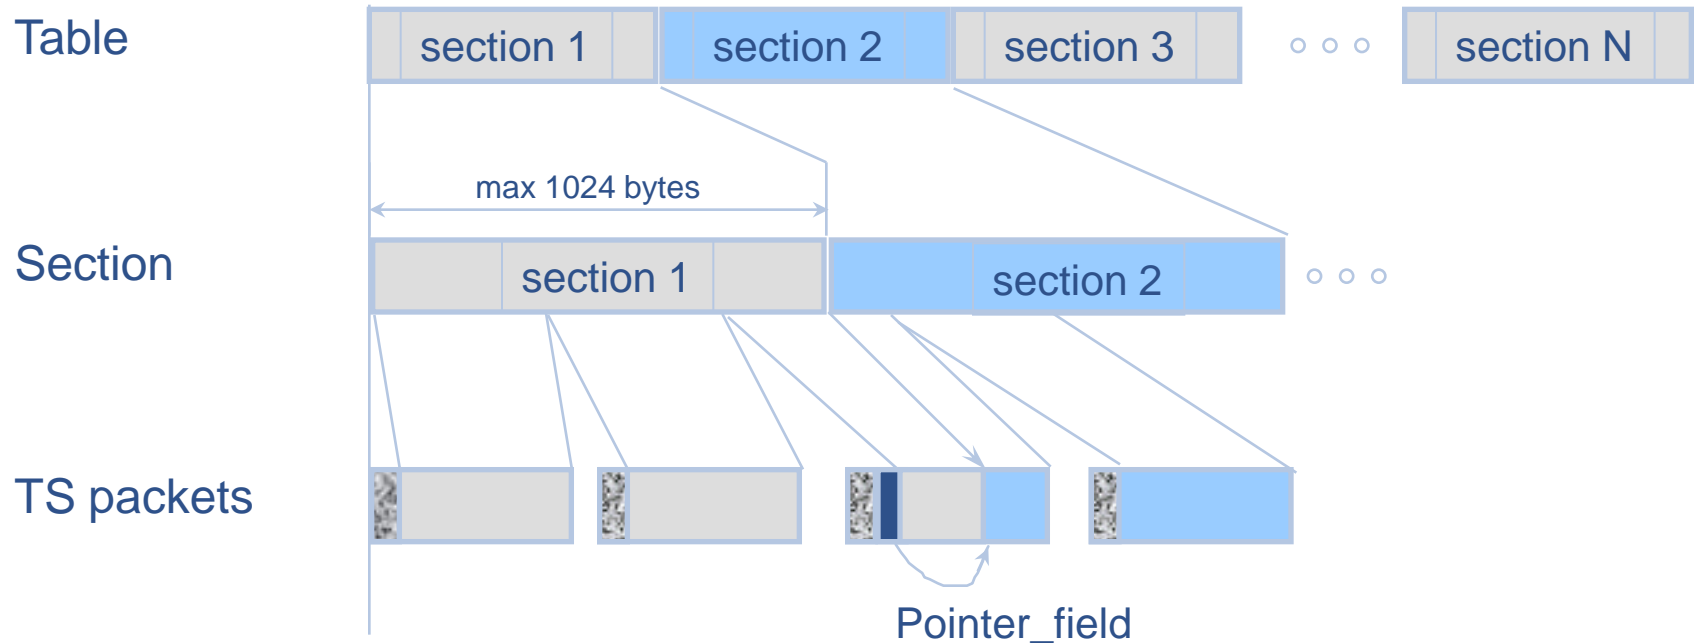 Table
section 1
section 2
section 3
section N
max 1024 bytes
Section
section 1
section 2
TS packets
Pointer_field